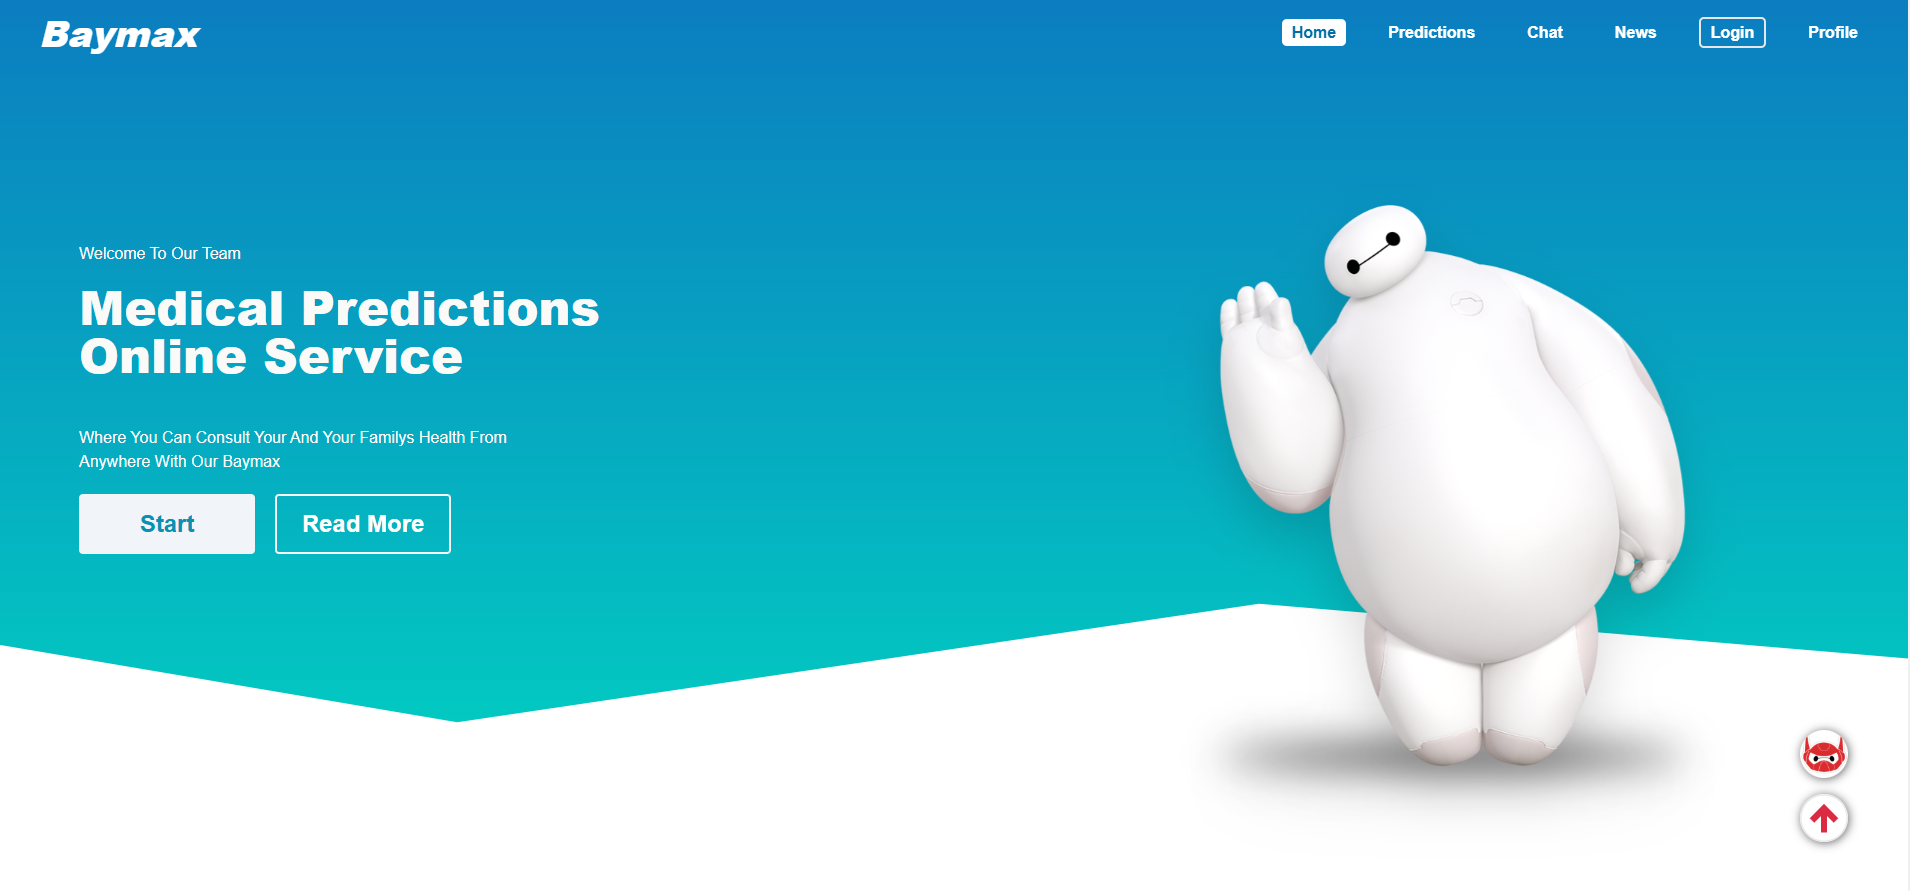 Baymax
Home Predictions Chat News Login Profile
Welcome To Our Team
Medical Predictions
Online Service
Where You Can Consult Your And Your Familys Health From
Anywhere With Our Baymax
Start Read More